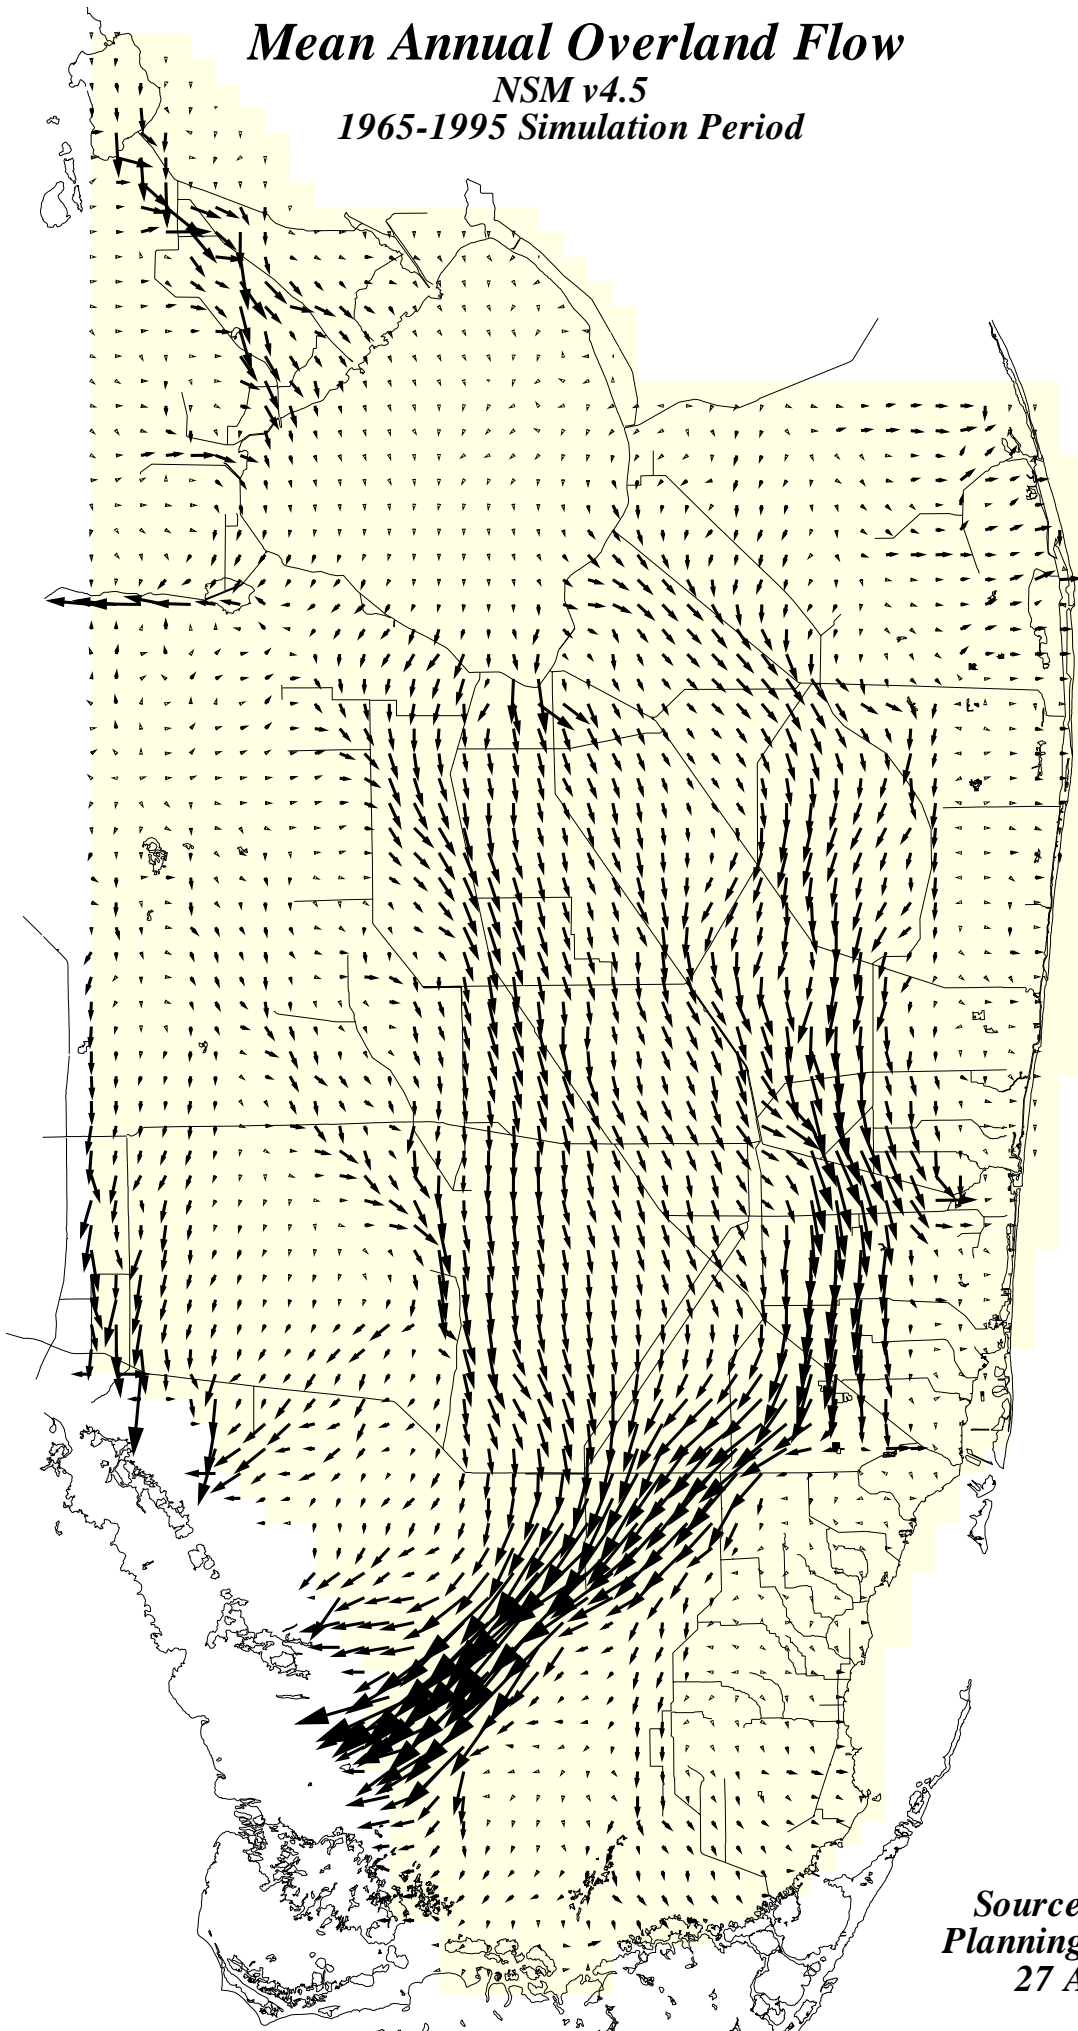 Mean Annual Overland Flow
NSM v4.5
1965-1995 Simulation Period
Source
Planning
27 A